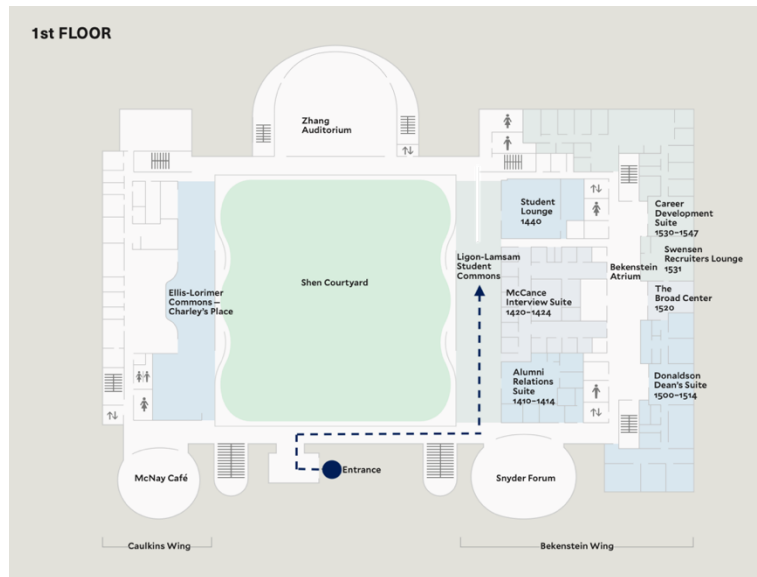 1st FLOOR
Zhang
Auditorium
Student
Lounge
1440
Career
Development
Suite
1530–1547
Swensen
Recruiters Lounge
1531
Ligon-Lamsam
Student
Commons
Bekenstein
Atrium
Shen Courtyard
Ellis-Lorimer
Commons –
Charley's Place
McCance
Interview Suite
1420–1424
The
Broad Center
1520
Alumni
Relations
Suite
1410–1414
Donaldson
Dean's Suite
1500–1514
McNay Café
Entrance
Snyder Forum
Caulkins Wing
Bekenstein Wing